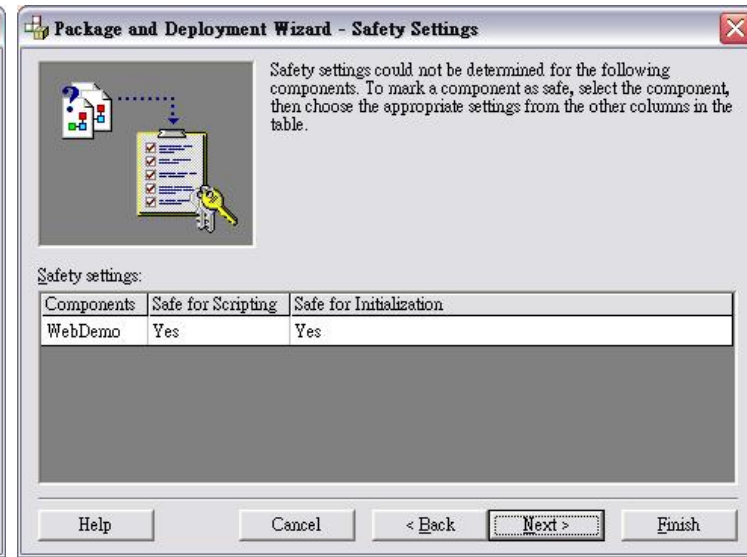 Package and Deployment Wizard - Safety Settings
Safety settings could not be determined for the following
components. To mark a component as safe, select the component,
then choose the appropriate settings from the other columns in the
table.
Safety settings:
Components Safe for Scripting Safe for Initialization
WebDemo Yes Yes
Help Cancel < Back Next > Finish